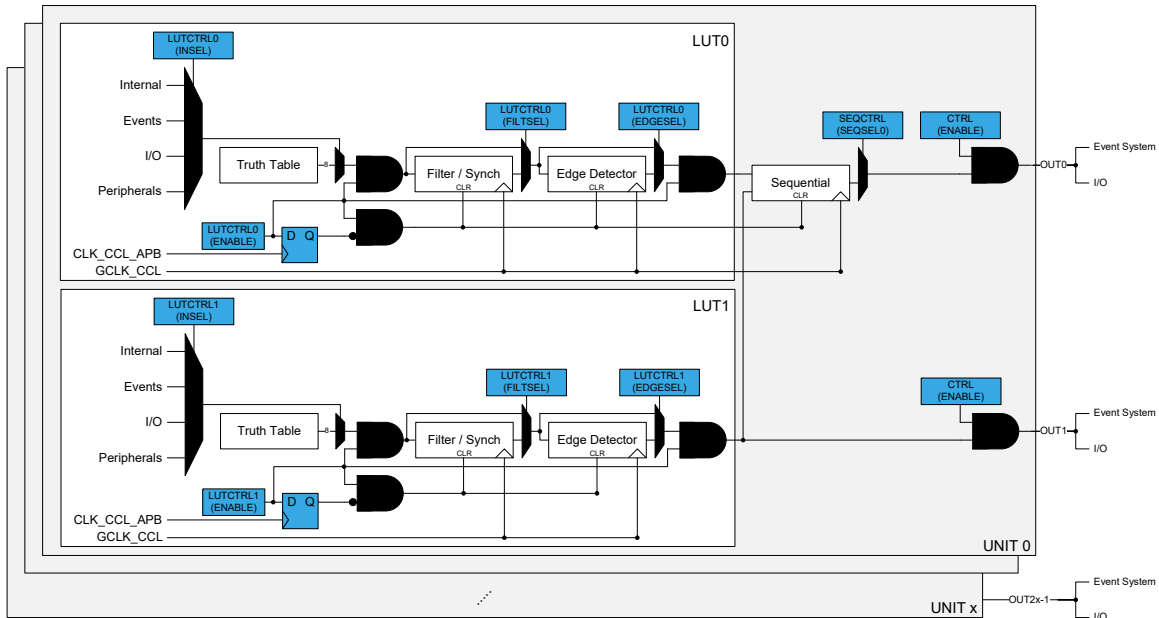 LUT0
LUTCTRL0
(INSEL)
Internal
Events
I/O
Peripherals
Truth Table
8
LUTCTRL0
(FILTSEL)
Filter / Synch
CLR
LUTCTRL0
(EDGESEL)
Edge Detector
CLR
LUTCTRL0
(ENABLE)
D Q
CLK_CCL_APB
GCLK_CCL
SEQCTRL
(SEQSEL0)
Sequential
CLR
CTRL
(ENABLE)
OUT0
Event System
I/O
LUT1
LUTCTRL1
(INSEL)
Internal
Events
I/O
Peripherals
Truth Table
8
LUTCTRL1
(FILTSEL)
Filter / Synch
CLR
LUTCTRL1
(EDGESEL)
Edge Detector
CLR
LUTCTRL1
(ENABLE)
D Q
CLK_CCL_APB
GCLK_CCL
CTRL
(ENABLE)
OUT1
Event System
I/O
UNIT 0
UNIT x
OUT2x-1
Event System
I/O